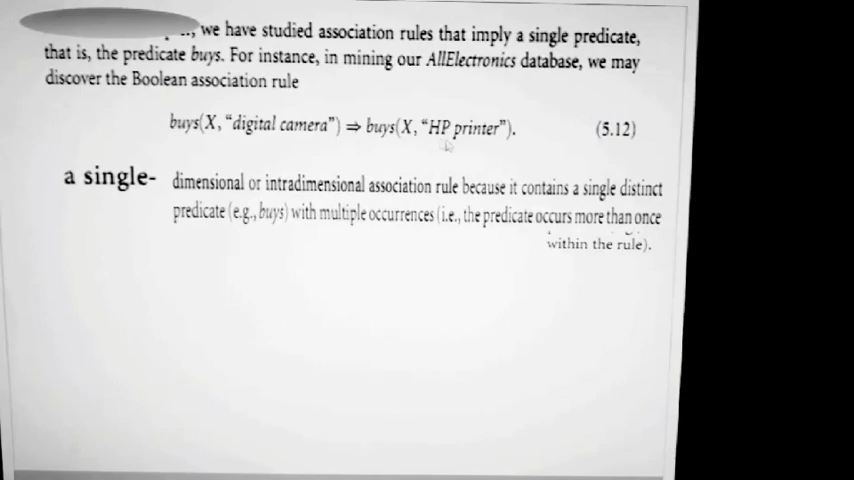 , we have studied association rules that imply a single predicate,
that is, the predicate buys. For instance, in mining our AllElectronics database, we may
discover the Boolean association rule
buys(X, “digital camera”) ⇒ buys(X, “HP printer”). (5.12)
a single- dimensional or intradimensional association rule because it contains a single distinct
predicate (e.g., buys) with multiple occurrences (i.e., the predicate occurs more than once
within the rule).